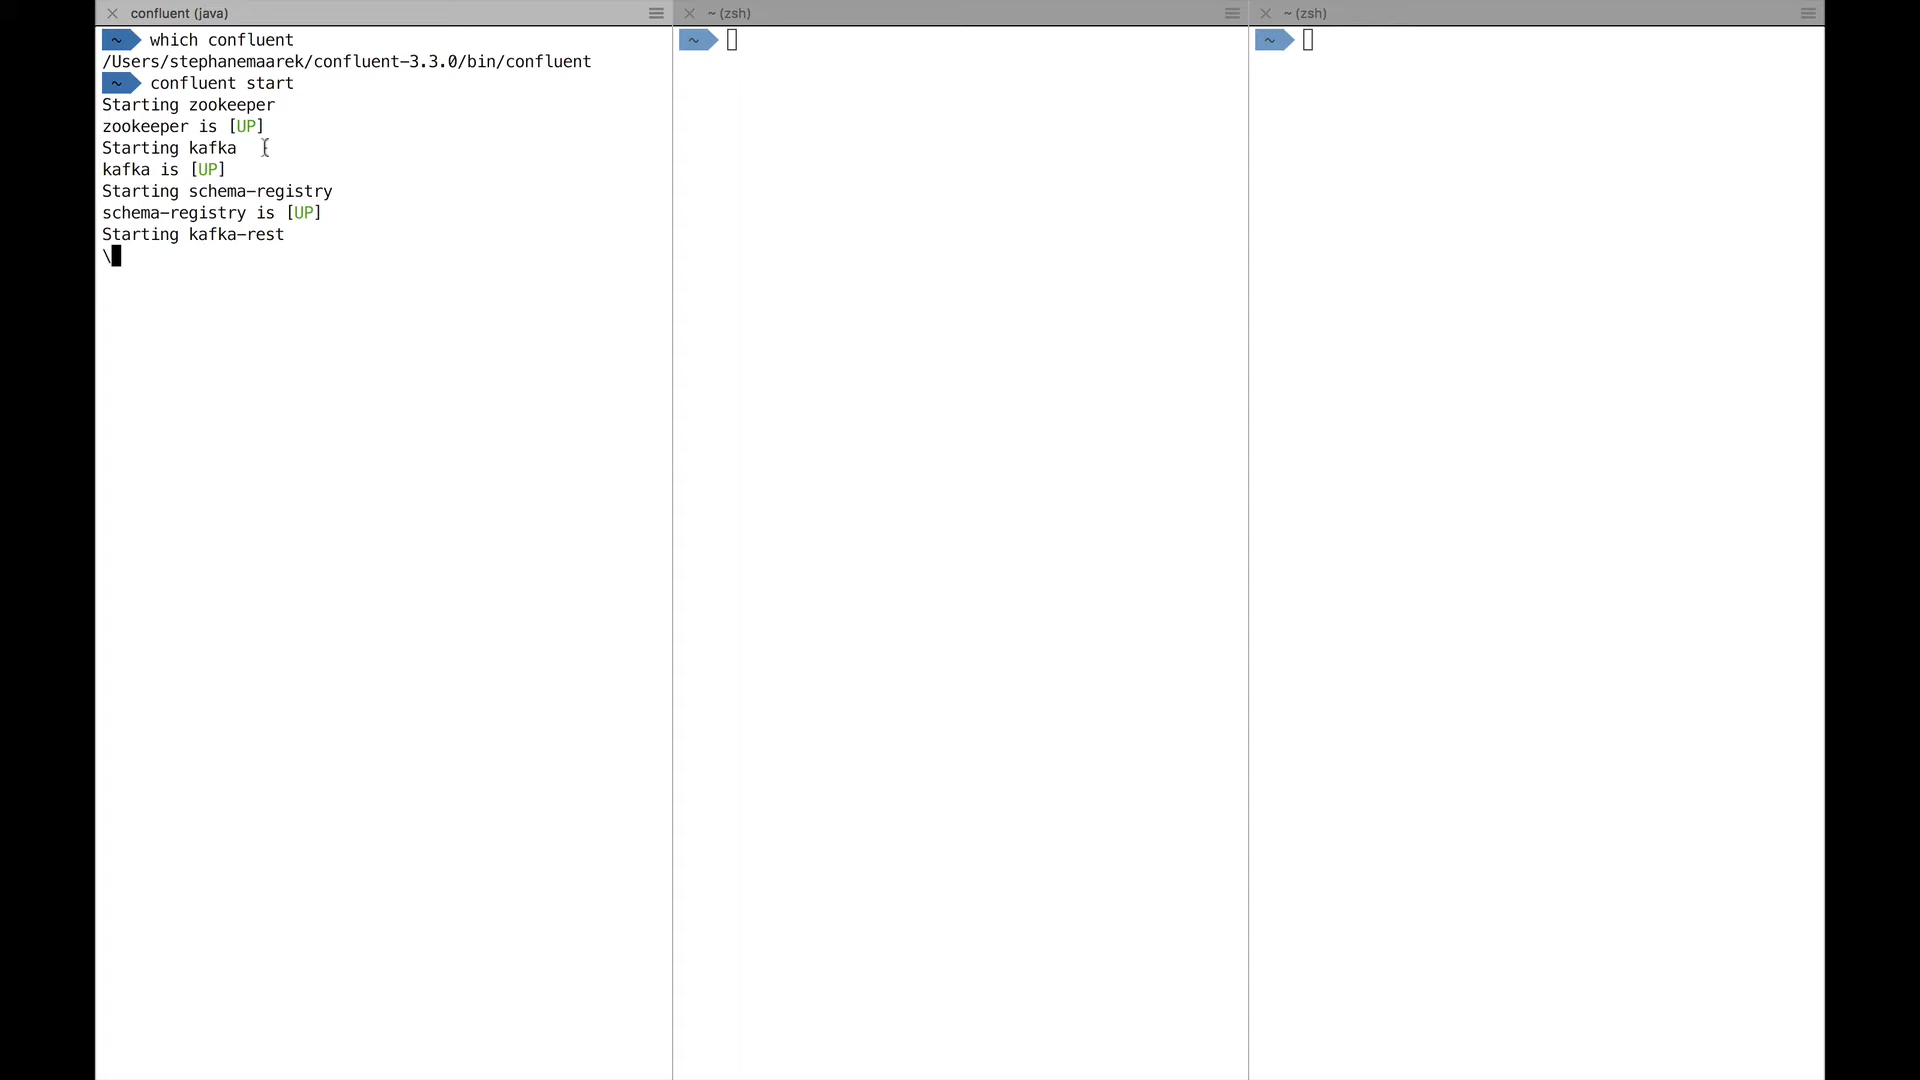 confluent (java)
~ which confluent
/Users/stephanemaarek/confluent-3.3.0/bin/confluent
~ confluent start
Starting zookeeper
zookeeper is [UP]
Starting kafka
kafka is [UP]
Starting schema-registry
schema-registry is [UP]
Starting kafka-rest
\
~ (zsh)
~
~ (zsh)
~